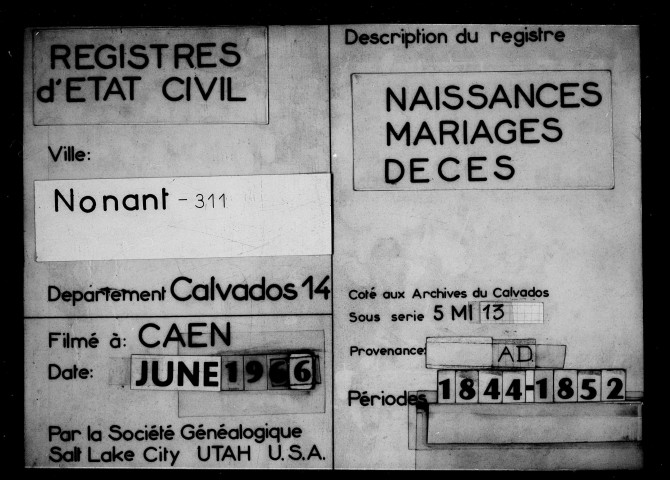 REGISTRES
d'ETAT CIVIL
Ville:
Nonant - 311
Département Calvados 14
Filmé à: CAEN
Date: JUNE 1966
Par la Société Généalogique
Salt Lake City UTAH U.S.A.
Description du registre
NAISSANCES
MARIAGES
DECES
Coté aux Archives du Calvados
Sous serie 5 MI 13
Provenance: A.D.
Périodes 1844-1852